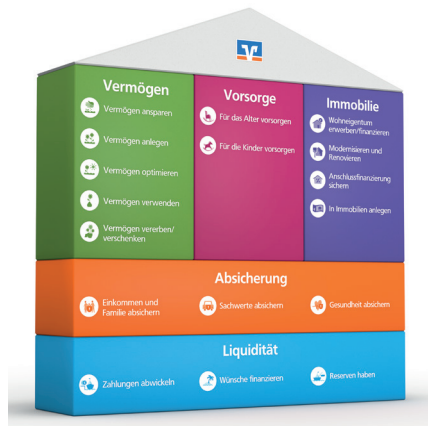 Vermögen
Vermögen ansparen
Vermögen anlegen
Vermögen optimieren
Vermögen verwenden
Vermögen vererben/
verschenken
Vorsorge
Für das Alter vorsorgen
Für die Kinder vorsorgen
Immobilie
Wohneigentum
erwerben/finanzieren
Modernisieren und
Renovieren
Anschlussfinanzierung
sichern
In Immobilien anlegen
Absicherung
Einkommen und
Familie absichern
Sachwerte absichern
Gesundheit absichern
Liquidität
Zahlungen abwickeln
Wünsche finanzieren
Reserven haben